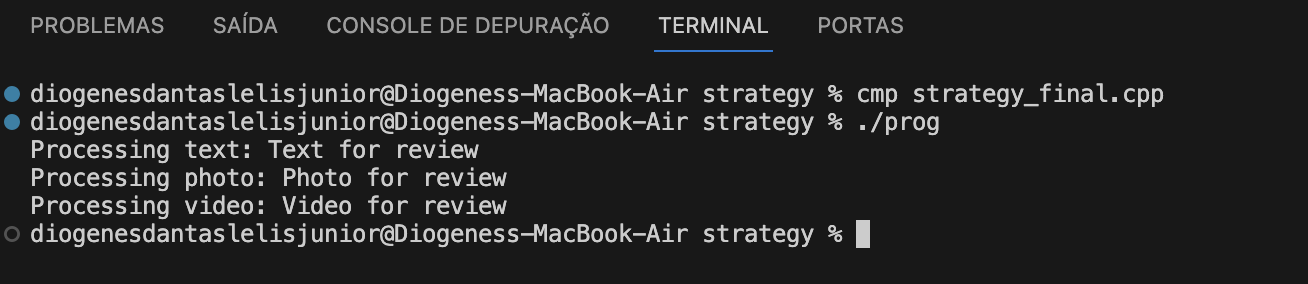 PROBLEMAS SAÍDA CONSOLE DE DEPURAÇÃO TERMINAL PORTAS
diogenesdantaslelisjunior@Diogeness-MacBook-Air strategy % cmp strategy_final.cpp
diogenesdantaslelisjunior@Diogeness-MacBook-Air strategy % ./prog
Processing text: Text for review
Processing photo: Photo for review
Processing video: Video for review
diogenesdantaslelisjunior@Diogeness-MacBook-Air strategy %